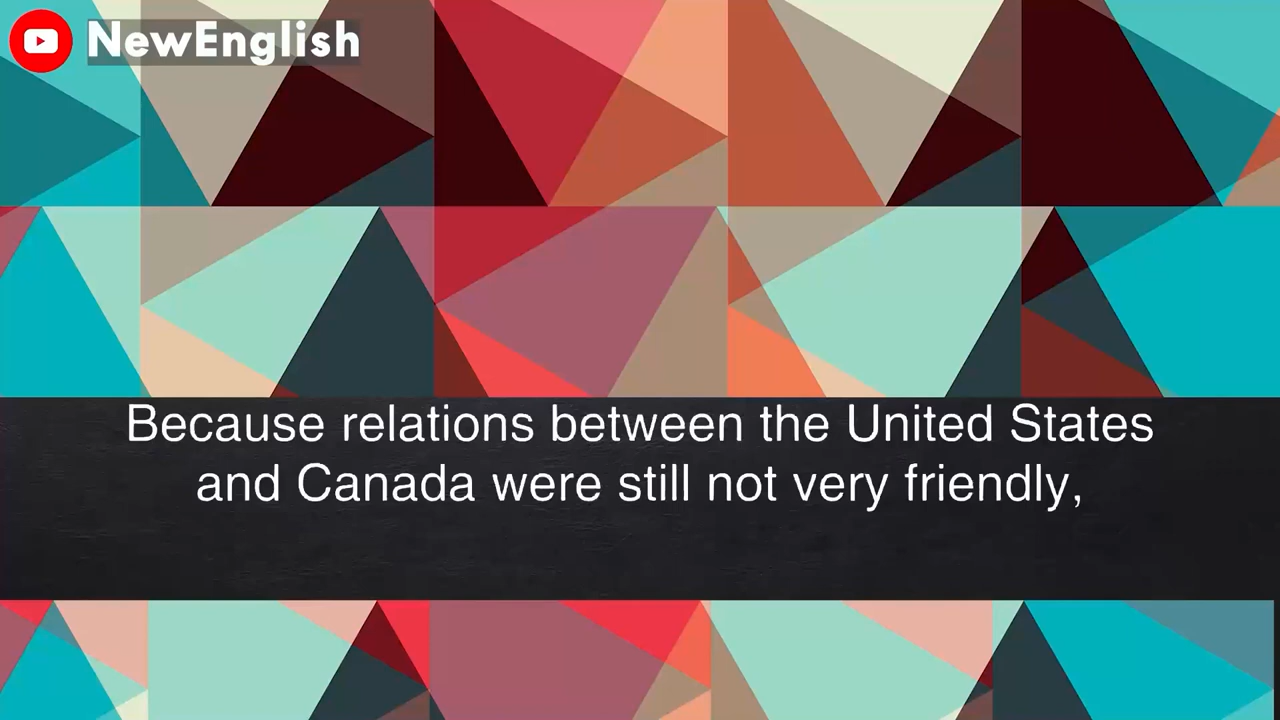 NewEnglish
Because relations between the United States
and Canada were still not very friendly,